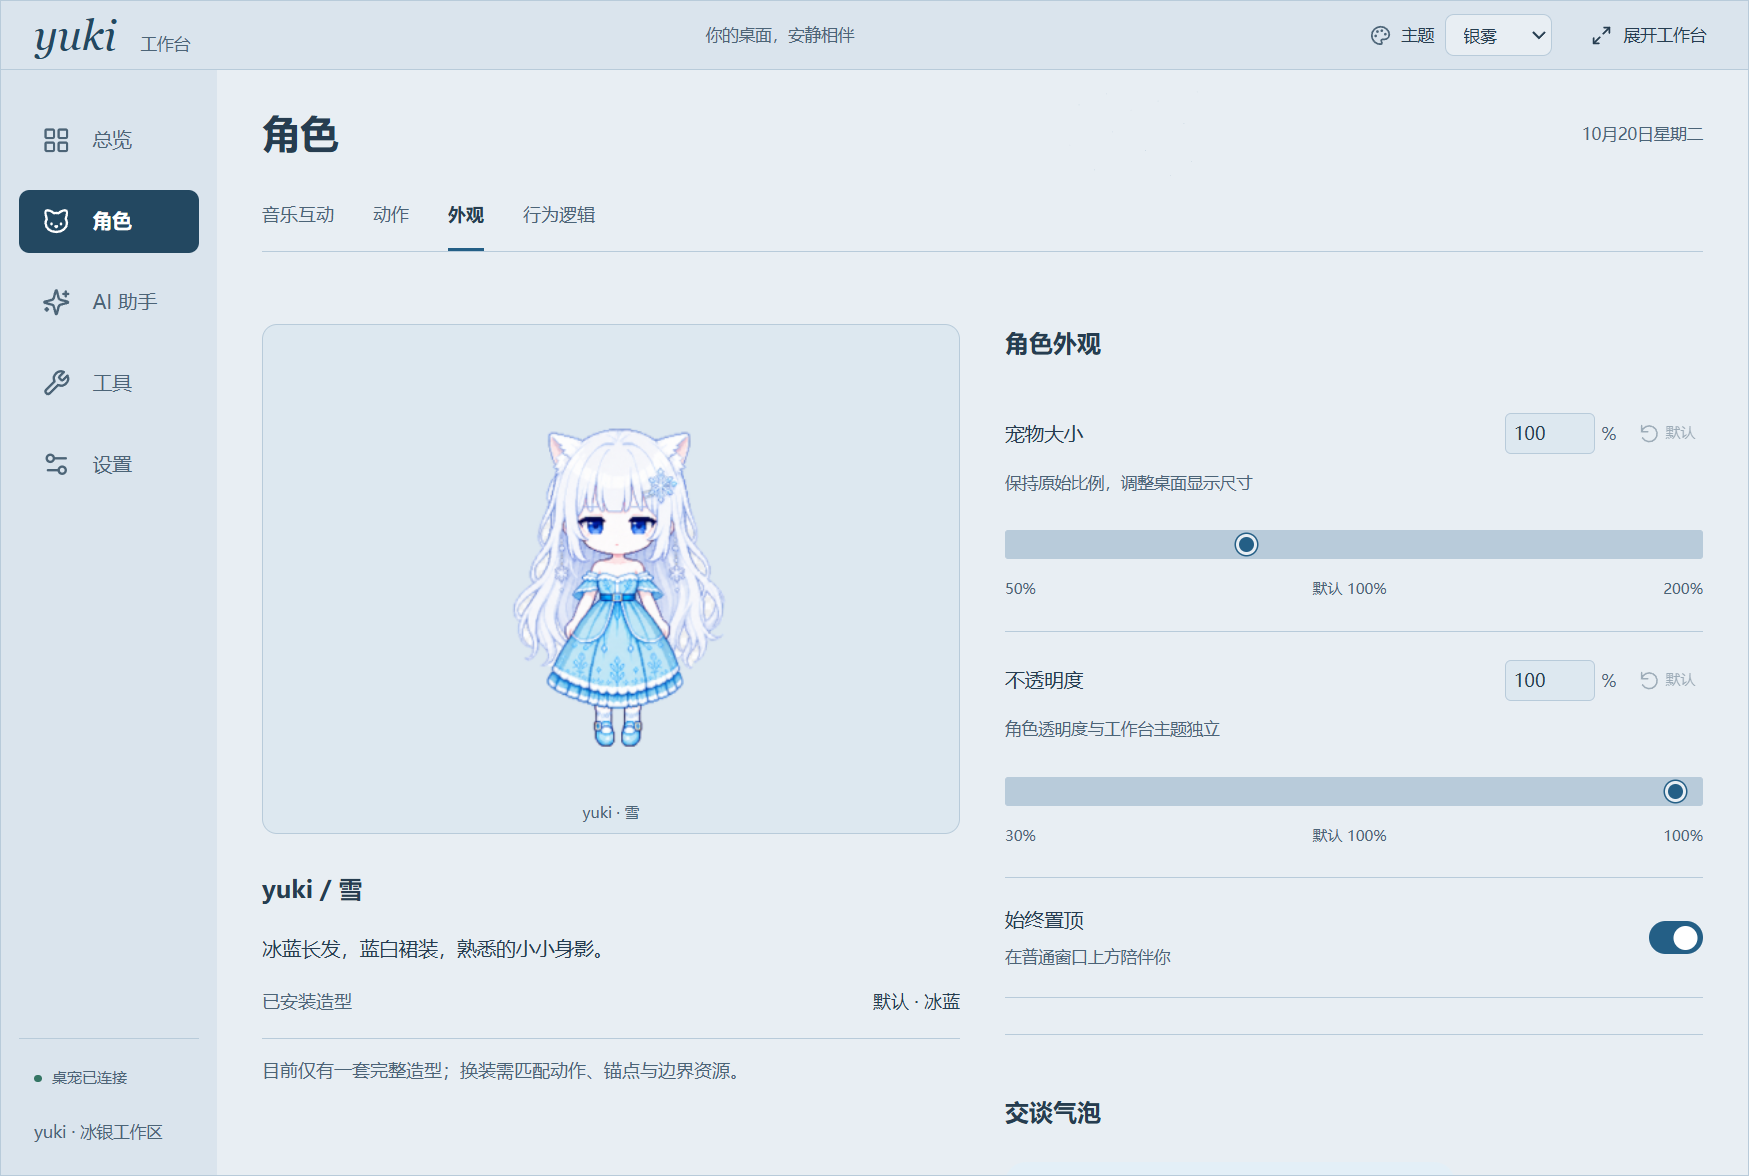 yuki 工作台
你的桌面，安静相伴
主题 银雾 展开工作台
总览
角色
AI 助手
工具
设置
桌宠已连接
yuki · 冰银工作区
角色
10月20日星期二
音乐互动 动作 外观 行为逻辑
yuki · 雪
yuki / 雪
冰蓝长发，蓝白裙装，熟悉的小小身影。
已安装造型 默认 · 冰蓝
目前仅有一套完整造型；换装需匹配动作、锚点与边界资源。
角色外观
宠物大小 100 % 默认
保持原始比例，调整桌面显示尺寸
50% 默认 100% 200%
不透明度 100 % 默认
角色透明度与工作台主题独立
30% 默认 100% 100%
始终置顶
在普通窗口上方陪伴你
交谈气泡